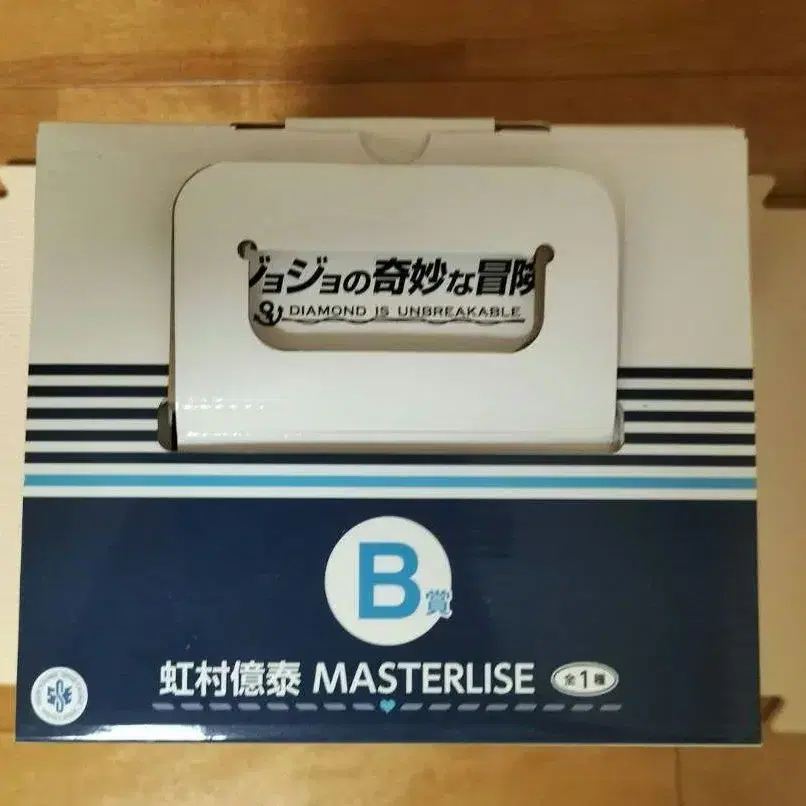 ジョジョの奇妙な冒険
DIAMOND IS UNBREAKABLE
B賞
虹村億泰 MASTERLISE 全1種